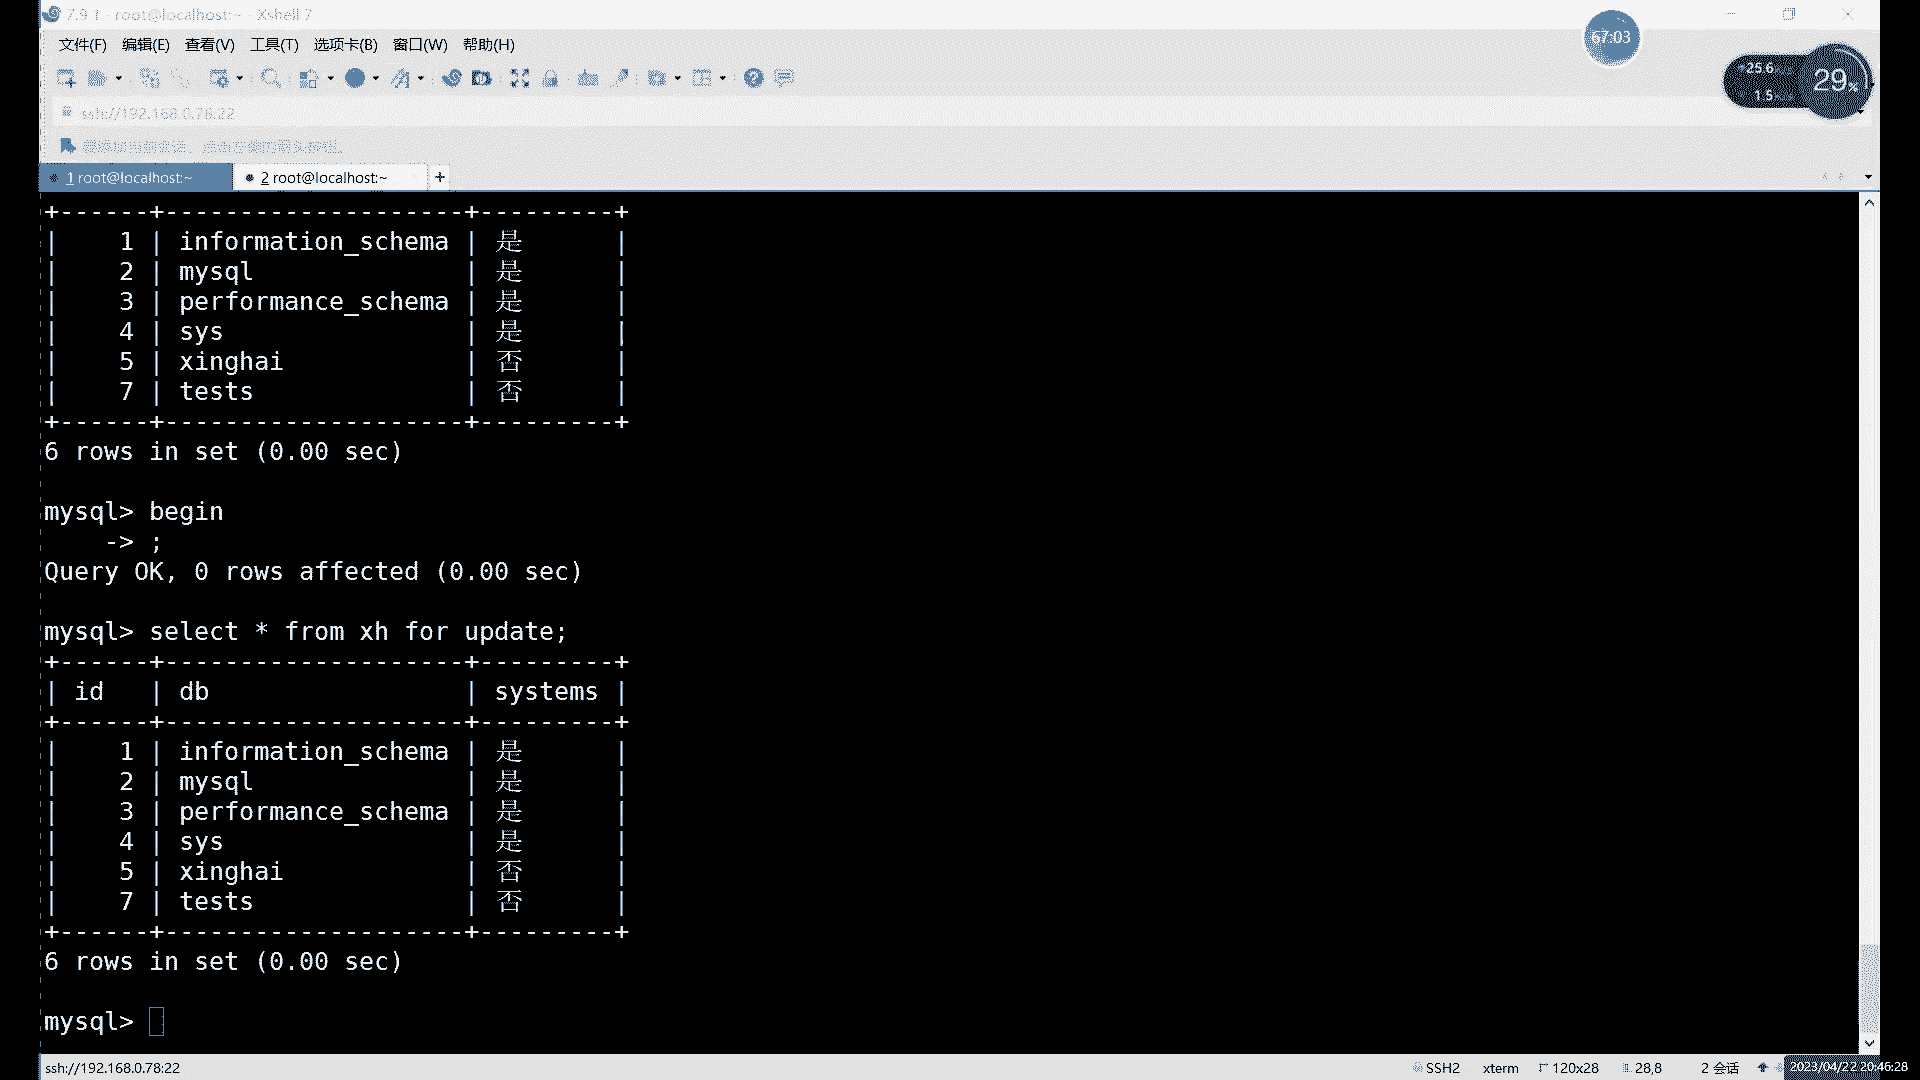 7.9 1 - root@localhost:~ - Xshell 7
67:03
文件(F) 编辑(E) 查看(V) 工具(T) 选项卡(B) 窗口(W) 帮助(H)
25.6
29%
1.5
ssh://192.168.0.78:22
1 root@localhost:~ 2 root@localhost:~ +
+------+--------------------+---------+
| 1 | information_schema | 是 |
| 2 | mysql | 是 |
| 3 | performance_schema | 是 |
| 4 | sys | 是 |
| 5 | xinghai | 否 |
| 7 | tests | 否 |
+------+--------------------+---------+
6 rows in set (0.00 sec)
mysql> begin
-> ;
Query OK, 0 rows affected (0.00 sec)
mysql> select * from xh for update;
+------+--------------------+---------+
| id | db | systems |
+------+--------------------+---------+
| 1 | information_schema | 是 |
| 2 | mysql | 是 |
| 3 | performance_schema | 是 |
| 4 | sys | 是 |
| 5 | xinghai | 否 |
| 7 | tests | 否 |
+------+--------------------+---------+
6 rows in set (0.00 sec)
mysql>
ssh://192.168.0.78:22 SSH2 xterm 120x28 28,8 2 会话 2023/04/22 20:46:28